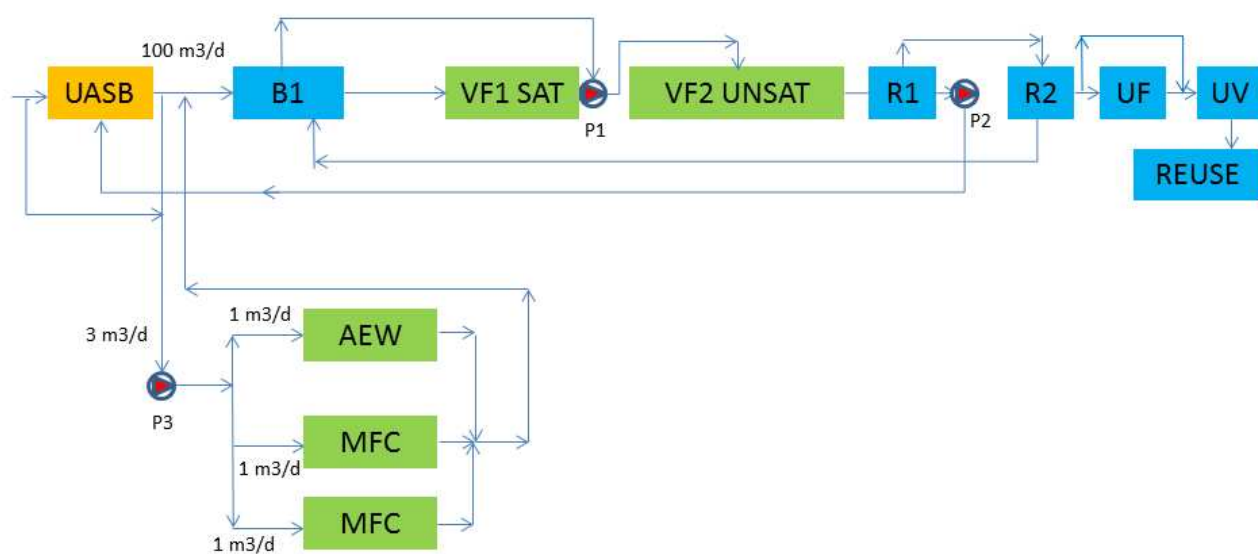 100 m3/d
UASB
B1
VF1 SAT
P1
VF2 UNSAT
R1
P2
R2
UF
UV
REUSE
3 m3/d
P3
1 m3/d
AEW
MFC
1 m3/d
MFC
1 m3/d